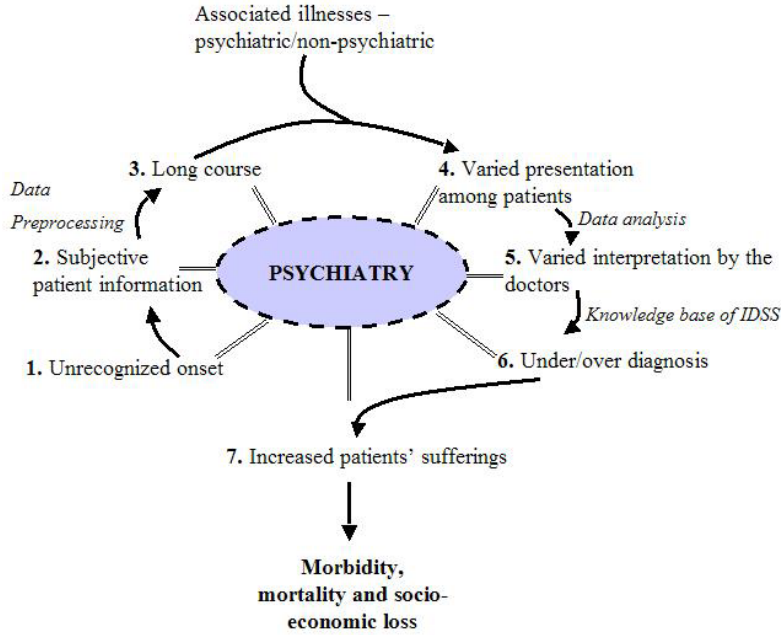 Associated illnesses –
psychiatric/non-psychiatric
3. Long course
4. Varied presentation
among patients
Data
Preprocessing
Data analysis
2. Subjective
patient information
PSYCHIATRY
5. Varied interpretation by the
doctors
Knowledge base of IDSS
1. Unrecognized onset
6. Under/over diagnosis
7. Increased patients’ sufferings
Morbidity,
mortality and socio-
economic loss